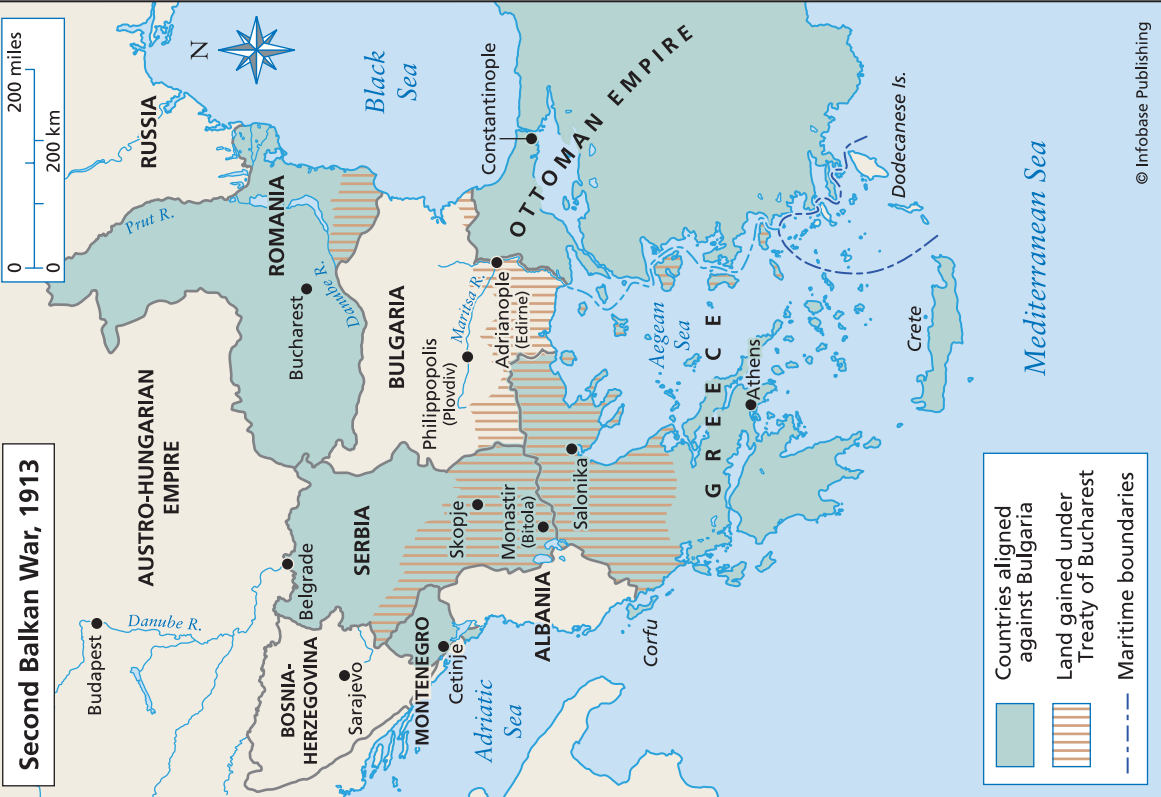 Second Balkan War, 1913
0
200 miles
0
200 km
N
RUSSIA
Prut R.
ROMANIA
Bucharest
Danube R.
Black
Sea
AUSTRO-HUNGARIAN
EMPIRE
Budapest
Danube R.
Belgrade
SERBIA
BOSNIA-
HERZEGOVINA
Sarajevo
MONTENEGRO
Cetinje
Adriatic
Sea
BULGARIA
Philippopolis
(Plovdiv)
Maritsa R.
Adrianople
(Edirne)
Constantinople
OTTOMAN EMPIRE
Skopje
Monastir
(Bitola)
Salonika
ALBANIA
Corfu
GREECE
Athens
Aegean
Sea
Crete
Dodecanese Is.
Mediterranean Sea
Countries aligned
against Bulgaria
Land gained under
Treaty of Bucharest
Maritime boundaries
© Infobase Publishing